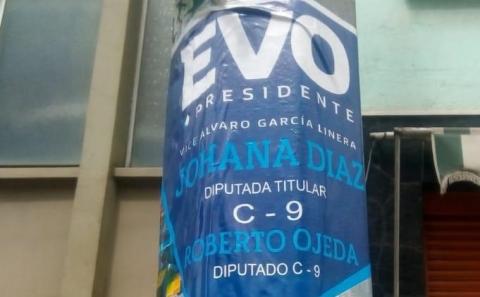 EVO
PRESIDENTE
VICE ALVARO GARCÍA LINERA
JOHANA DIAZ
DIPUTADA TITULAR
C - 9
ROBERTO OJEDA
DIPUTADO C - 9